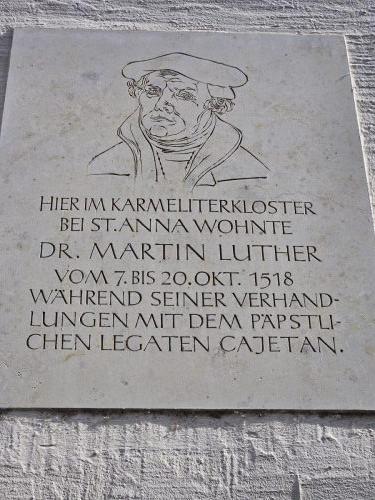 HIER IM KARMELITERKLOSTER
BEI ST. ANNA WOHNTE
DR. MARTIN LUTHER
VOM 7. BIS 20. OKT. 1518
WÄHREND SEINER VERHAND-
LUNGEN MIT DEM PÄPSTLI-
CHEN LEGATEN CAJETAN.